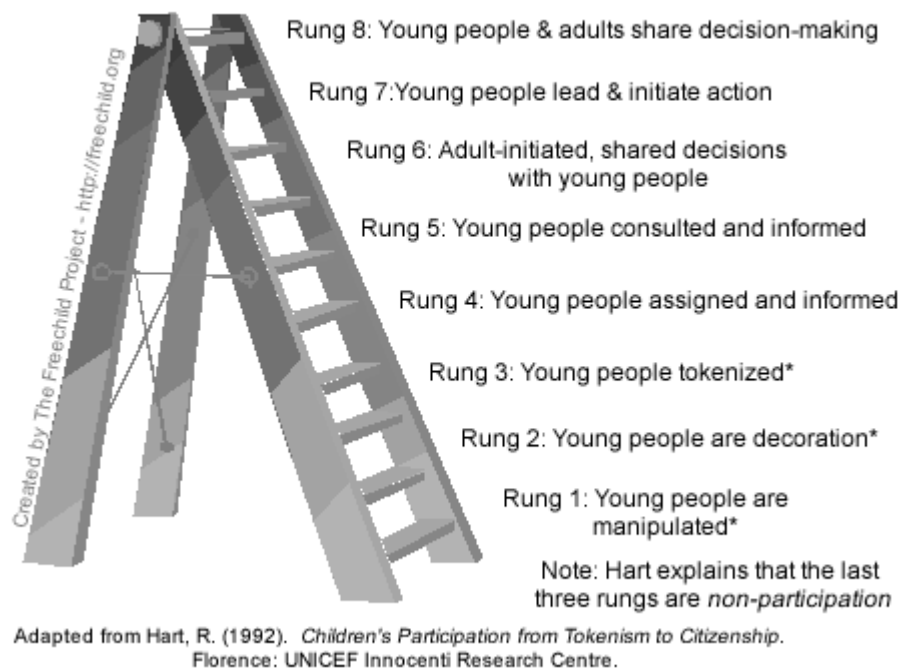 Rung 8: Young people & adults share decision-making
Rung 7:Young people lead & initiate action
Rung 6: Adult-initiated, shared decisions
with young people
Rung 5: Young people consulted and informed
Rung 4: Young people assigned and informed
Rung 3: Young people tokenized*
Rung 2: Young people are decoration*
Rung 1: Young people are
manipulated*
Note: Hart explains that the last
three rungs are non-participation
Created by The Freechild Project - http://freechild.org
Adapted from Hart, R. (1992). Children's Participation from Tokenism to Citizenship.
Florence: UNICEF Innocenti Research Centre.